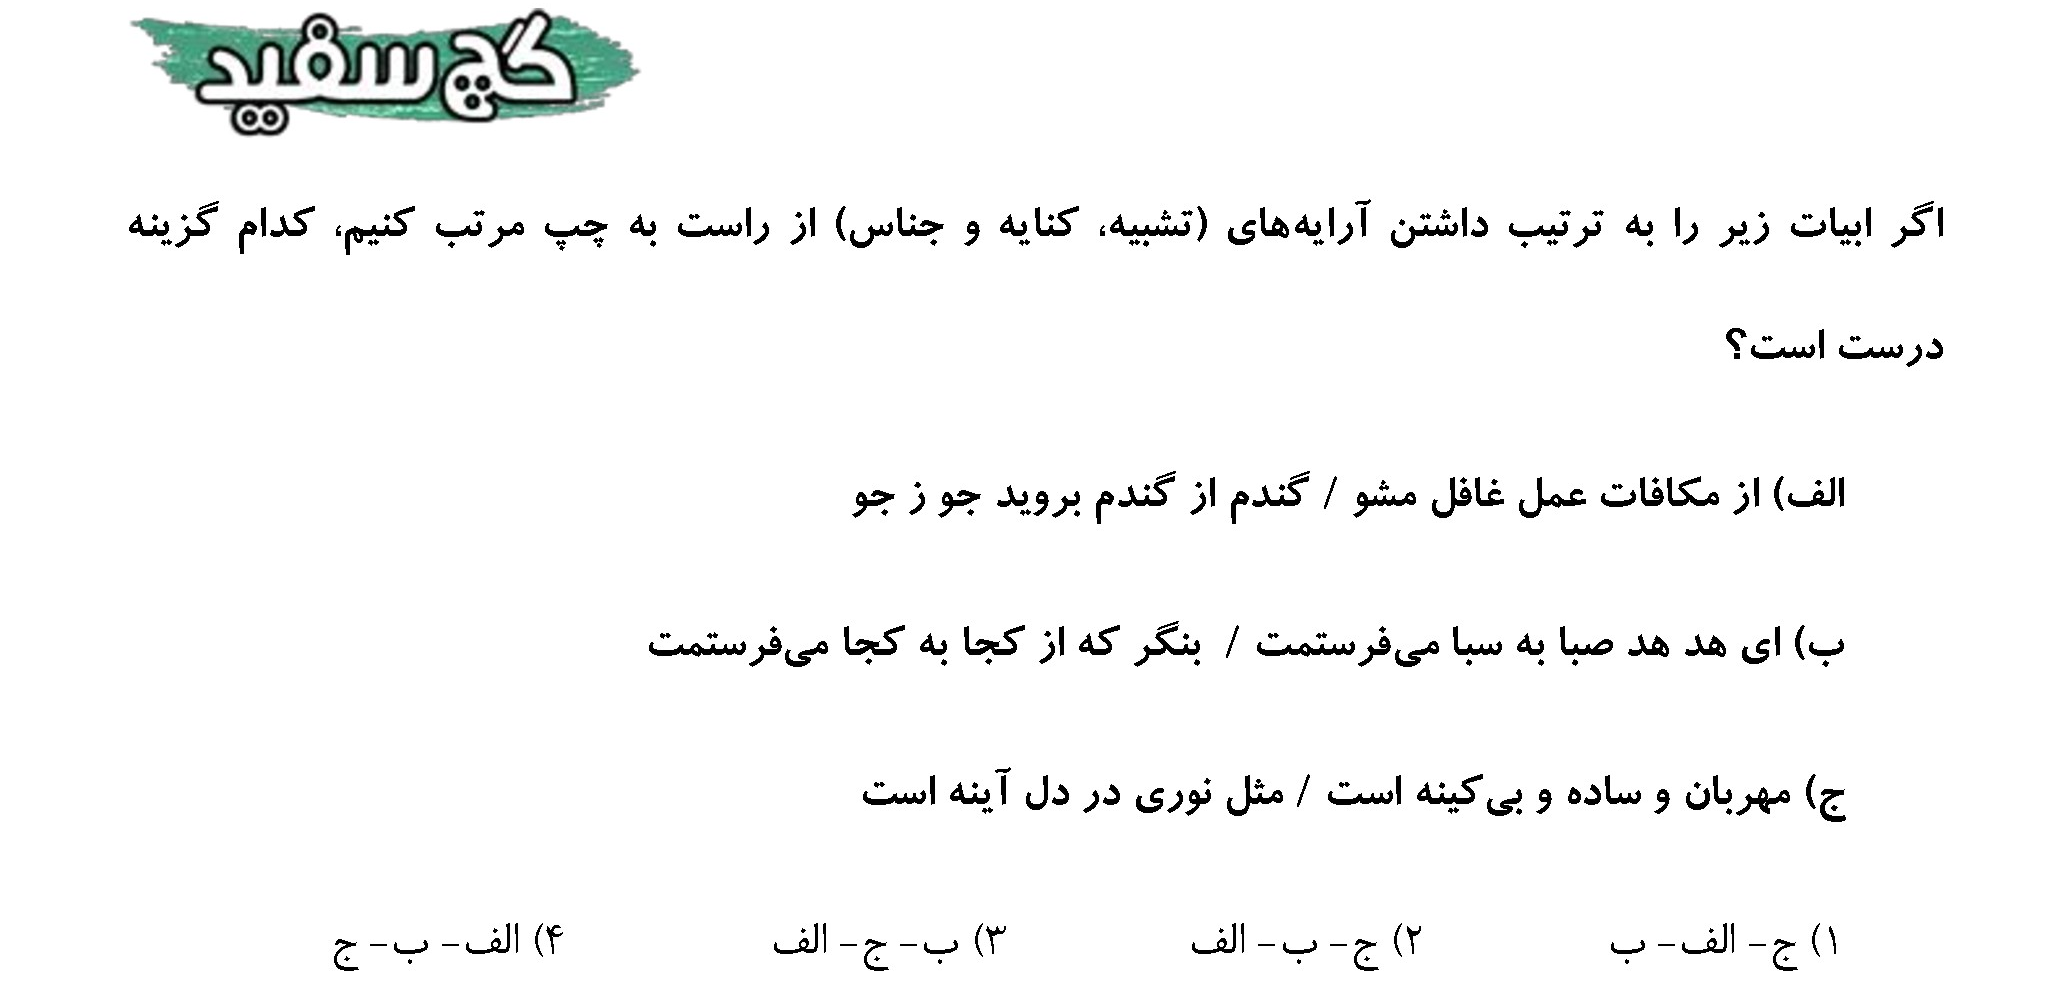 گچ سفید
اگر ابیات زیر را به ترتیب داشتن آرایه‌های (تشبیه، کنایه و جناس) از راست به چپ مرتب کنیم، کدام گزینه
درست است؟
الف) از مکافات عمل غافل مشو / گندم از گندم بروید جو ز جو
ب) ای هد هد صبا به سبا می‌فرستمت / بنگر که از کجا به کجا می‌فرستمت
ج) مهربان و ساده و بی‌کینه است / مثل نوری در دل آینه است
۱) ج- الف- ب ۲) ج- ب- الف ۳) ب- ج- الف ۴) الف- ب- ج